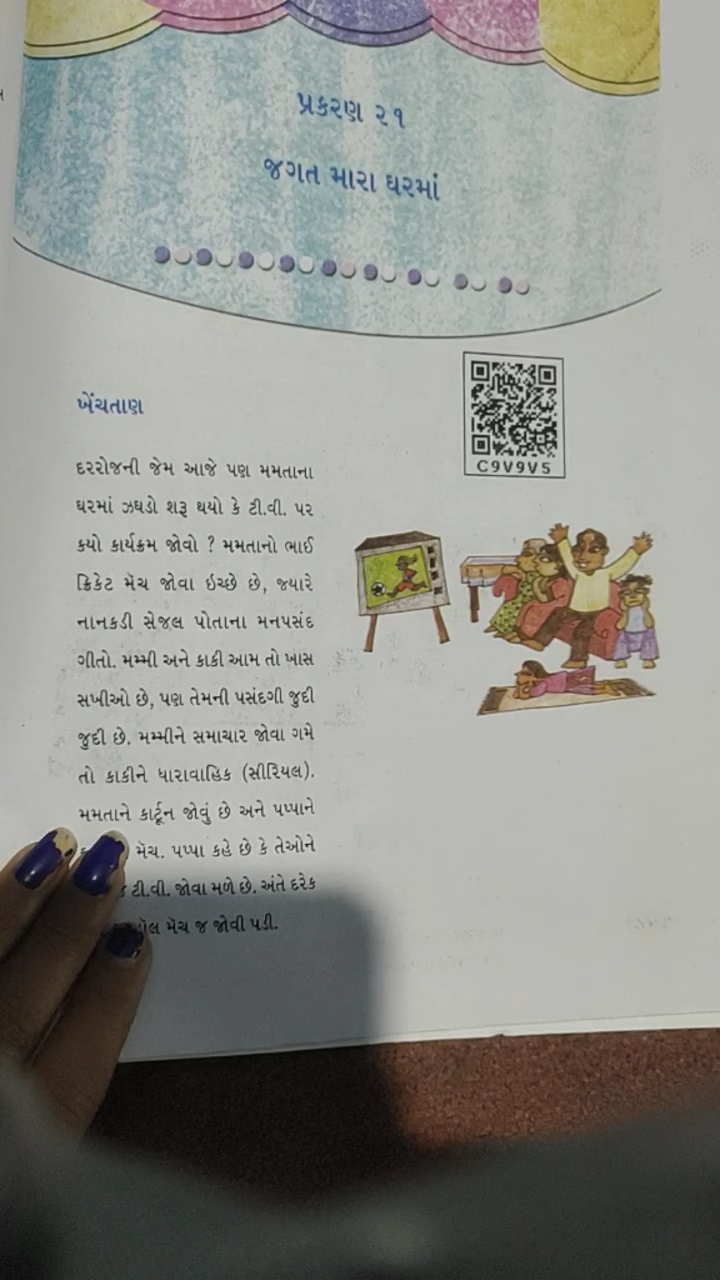 પ્રકરણ ૨૧
જગત મારા ઘરમાં
C9V9V5
ખેંચતાણ
દરરોજની જેમ આજે પણ મમતાના
ઘરમાં ઝઘડો શરૂ થયો કે ટી.વી. પર
કયો કાર્યક્રમ જોવો ? મમતાનો ભાઈ
ક્રિકેટ મૅચ જોવા ઇચ્છે છે, જ્યારે
નાનકડી સેજલ પોતાના મનપસંદ
ગીતો. મમ્મી અને કાકી આમ તો ખાસ
સખીઓ છે, પણ તેમની પસંદગી જુદી
જુદી છે. મમ્મીને સમાચાર જોવા ગમે
તો કાકીને ધારાવાહિક (સીરિયલ).
મમતાને કાર્ટૂન જોવું છે અને પપ્પાને
મૅચ. પપ્પા કહે છે કે તેઓને
ટી.વી. જોવા મળે છે. અંતે દરેક
મૅચ જ જોવી પડી.